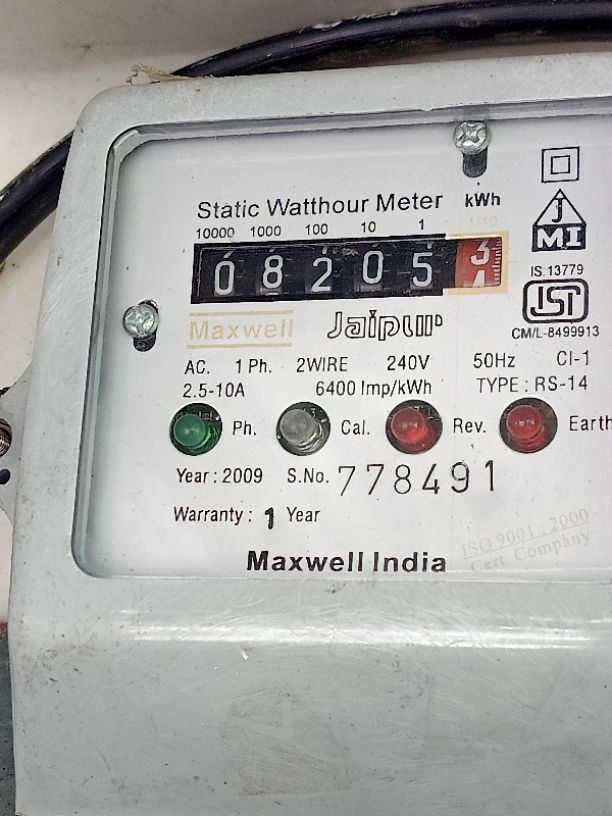 Static Watthour Meter kWh
10000 1000 100 10 1 1/10
0 8 2 0 5 3
4
J
MI
IS:13779
ISI
CM/L-8499913
Maxwell Jaipur
AC. 1 Ph. 2WIRE 240V 50Hz Cl-1
2.5-10A 6400 Imp/kWh TYPE : RS-14
Ph. Cal. Rev. Earth
Year : 2009 S.No. 778491
Warranty : 1 Year
ISO 9001 : 2000
Cert. Company
Maxwell India